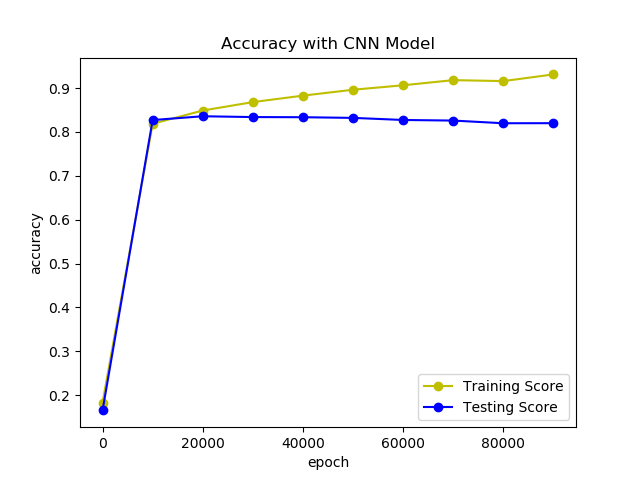 Accuracy with CNN Model
0.9
0.8
0.7
0.6
0.5
0.4
0.3
0.2
accuracy
0 20000 40000 60000 80000
epoch
Training Score
Testing Score